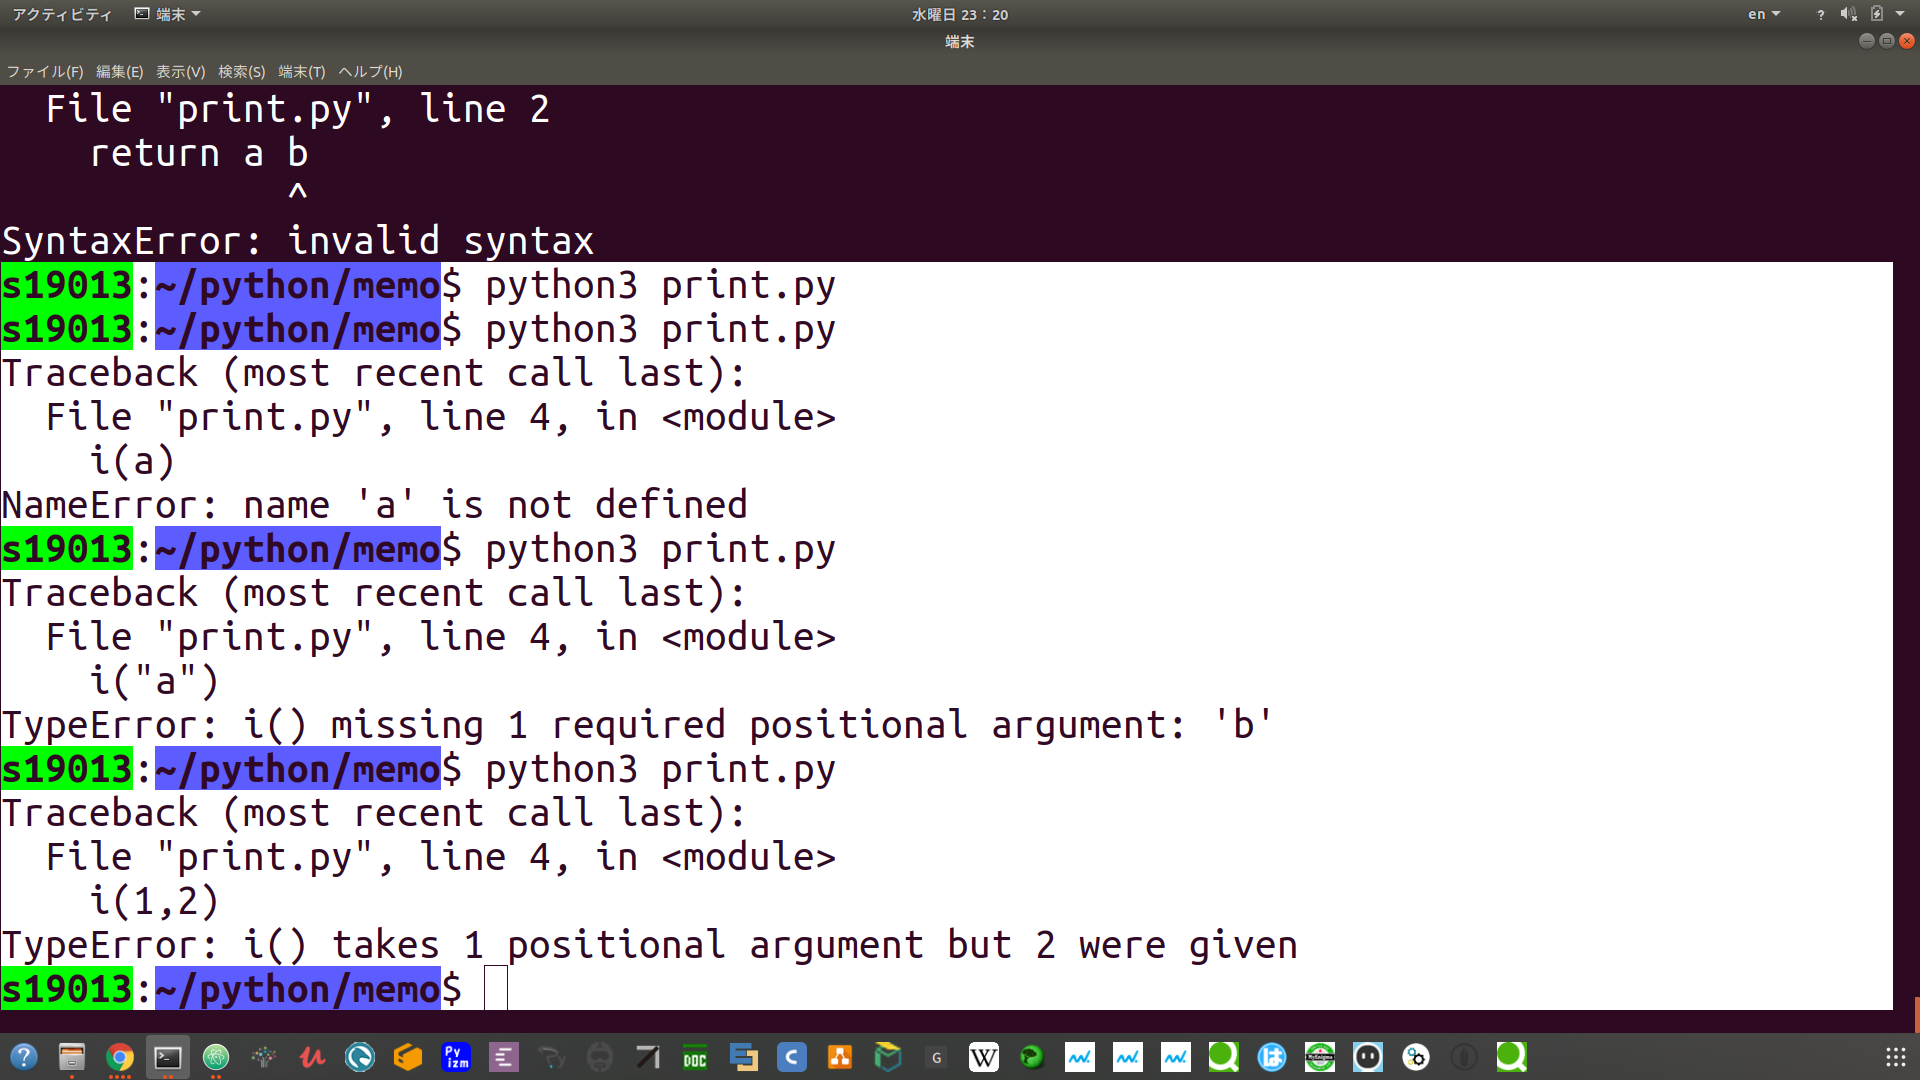 アクティビティ 端末 水曜日 23：20 en ?
端末
ファイル(F) 編集(E) 表示(V) 検索(S) 端末(T) ヘルプ(H)
  File "print.py", line 2
    return a b
             ^
SyntaxError: invalid syntax
s19013:~/python/memo$ python3 print.py
s19013:~/python/memo$ python3 print.py
Traceback (most recent call last):
  File "print.py", line 4, in <module>
    i(a)
NameError: name 'a' is not defined
s19013:~/python/memo$ python3 print.py
Traceback (most recent call last):
  File "print.py", line 4, in <module>
    i("a")
TypeError: i() missing 1 required positional argument: 'b'
s19013:~/python/memo$ python3 print.py
Traceback (most recent call last):
  File "print.py", line 4, in <module>
    i(1,2)
TypeError: i() takes 1 positional argument but 2 were given
s19013:~/python/memo$
? Py izm E DOC C G W は